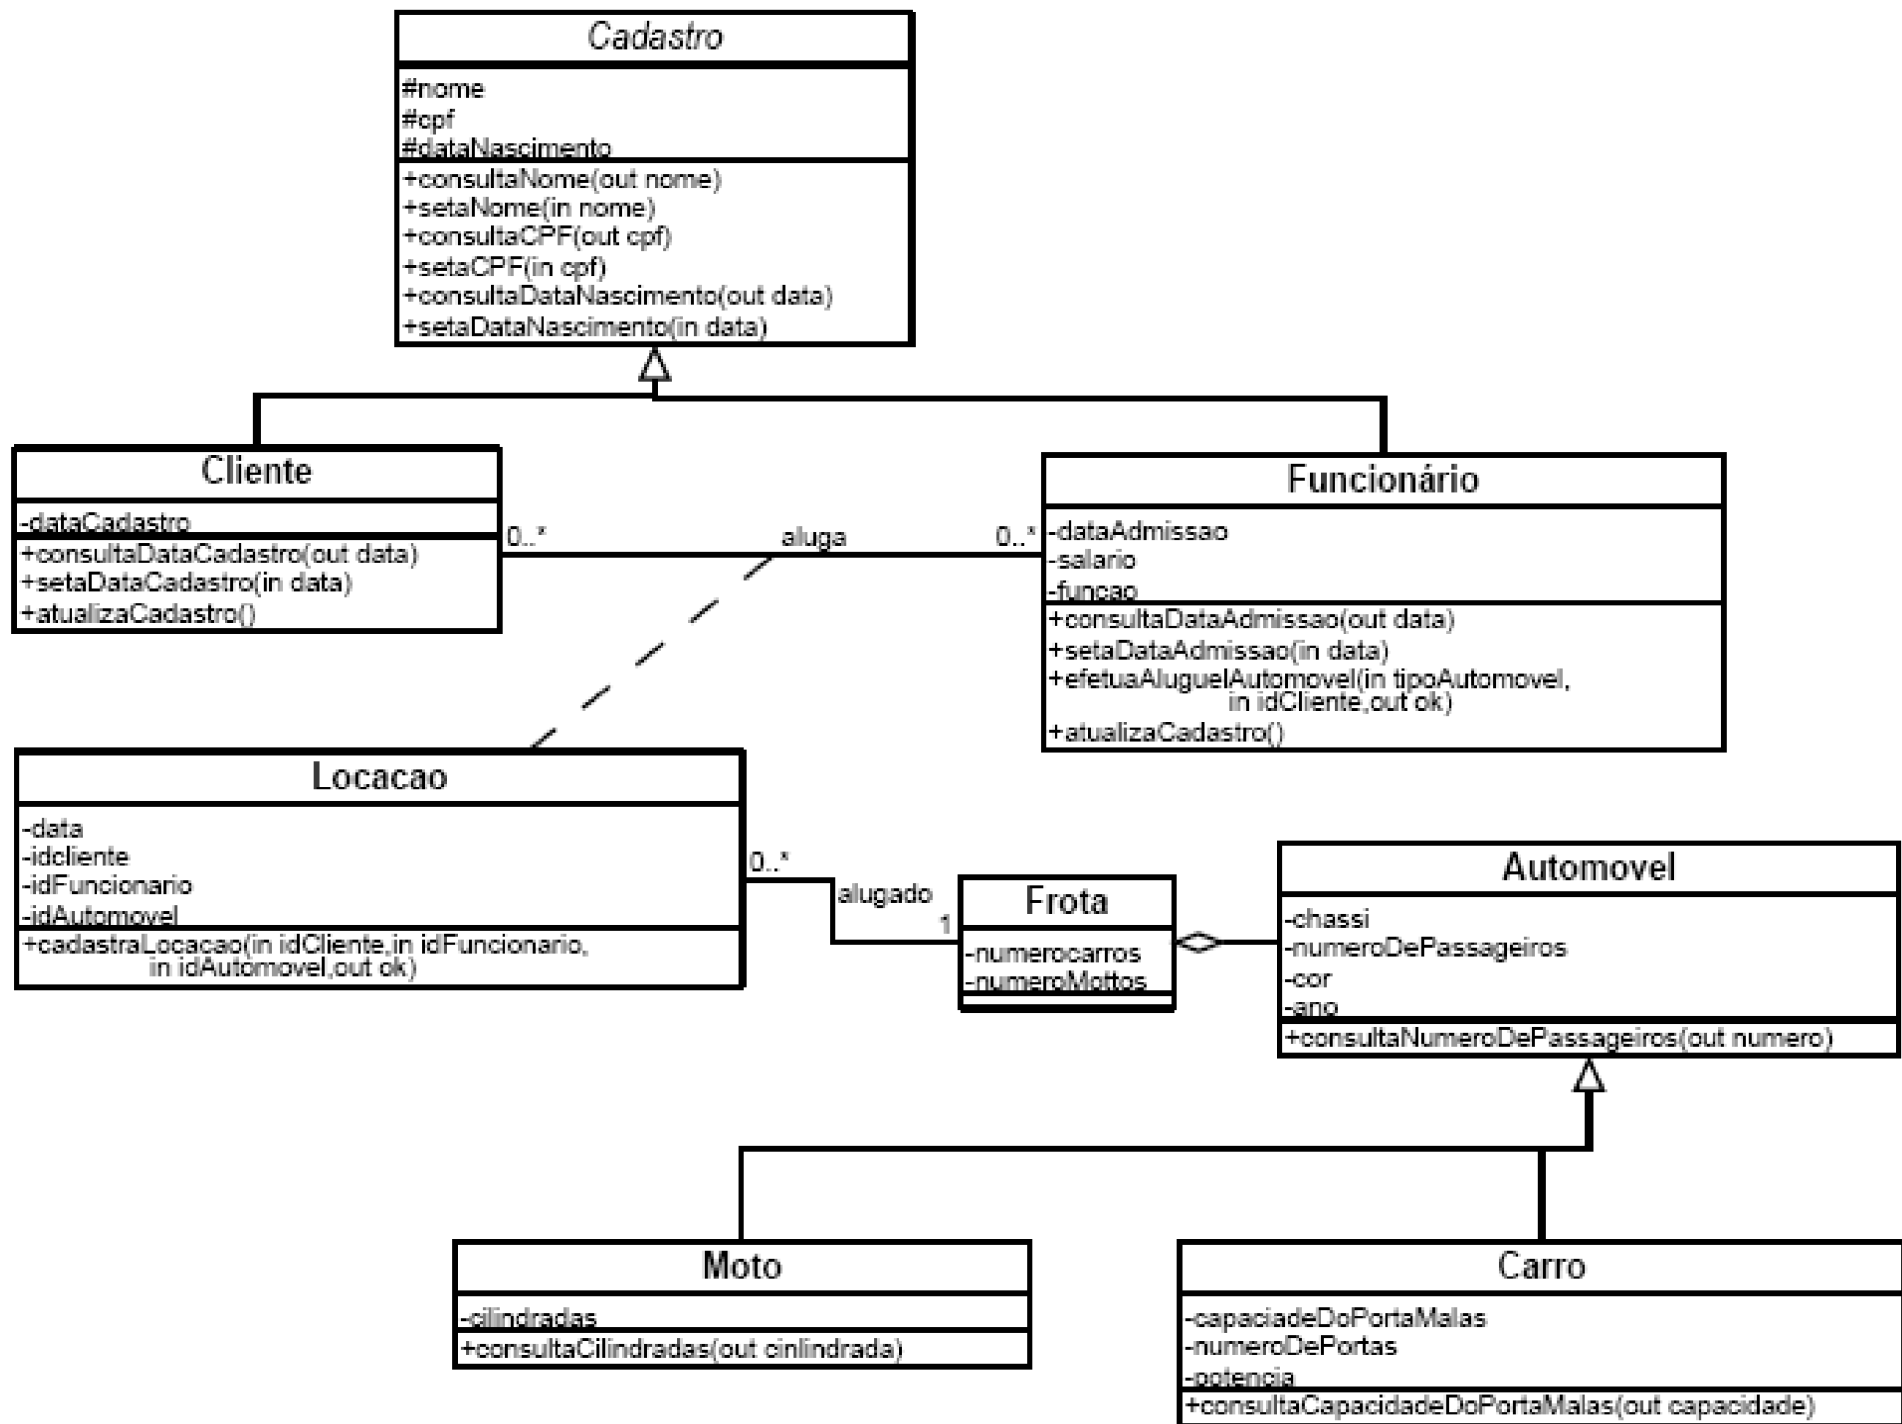 Cadastro
#nome
#cpf
#dataNascimento
+consultaNome(out nome)
+setaNome(in nome)
+consultaCPF(out cpf)
+setaCPF(in cpf)
+consultaDataNascimento(out data)
+setaDataNascimento(in data)
Cliente
-dataCadastro
+consultaDataCadastro(out data)
+setaDataCadastro(in data)
+atualizaCadastro()
0..*
aluga
0..*
Funcionário
-dataAdmissao
-salario
-funcao
+consultaDataAdmissao(out data)
+setaDataAdmissao(in data)
+efetuaAluguelAutomovel(in tipoAutomovel,
in idCliente,out ok)
+atualizaCadastro()
Locacao
-data
-idcliente
-idFuncionario
-idAutomovel
+cadastraLocacao(in idCliente,in idFuncionario,
in idAutomovel,out ok)
0..*
alugado
1
Frota
-numerocarros
-numeroMottos
Automovel
-chassi
-numeroDePassageiros
-cor
-ano
+consultaNumeroDePassageiros(out numero)
Moto
-cilindradas
+consultaCilindradas(out cinlindrada)
Carro
-capaciadeDoPortaMalas
-numeroDePortas
-potencia
+consultaCapacidadeDoPortaMalas(out capacidade)